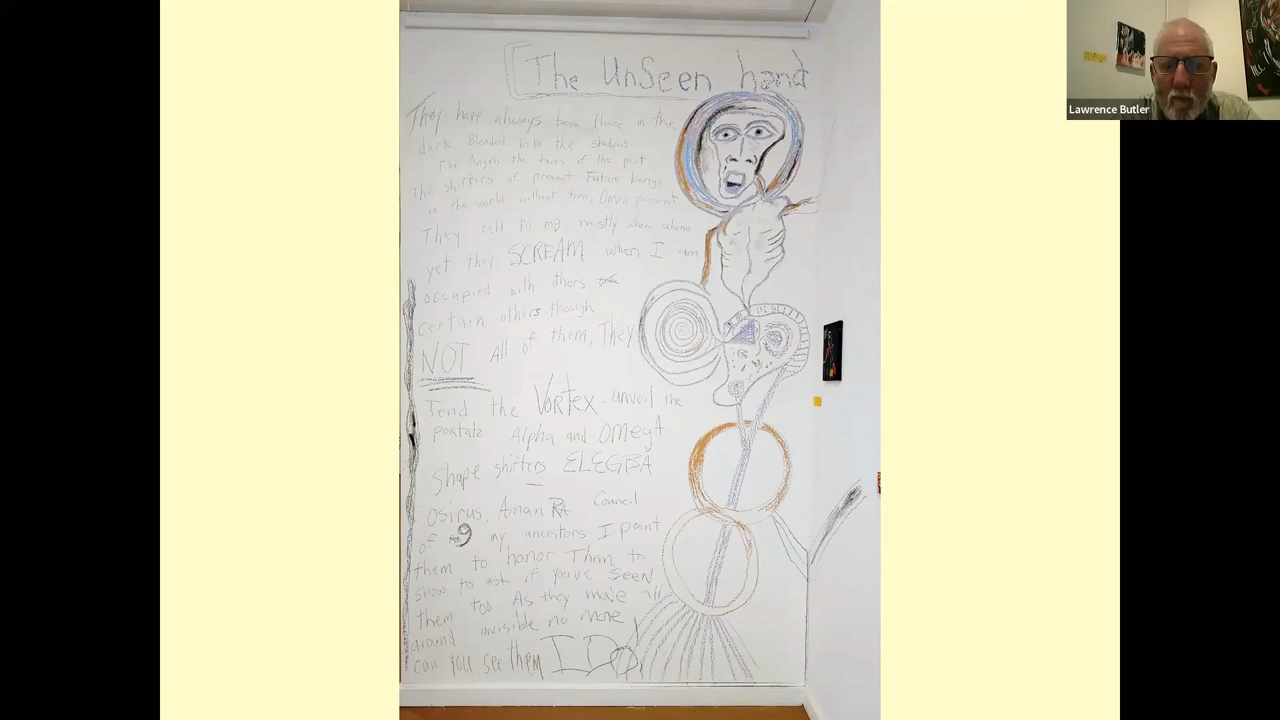 The UnSeen hand
They have always been there in the
dark Blended into the shadows
The Angels the faces of the past
The shifties of present Future beings
in the world without time, Omni present
They call to me mostly when alone
yet they SCREAM when I am
occupied with others
certain others though
NOT All of them, They
Tend the Vortex - unveil the
portals Alpha and OmegA
Shape shifters ELEGBA
Osirus, Aman RA Council
of 9 my ancestors I paint
them to honor Them to
show to ask if you've seen
them too As they move all
around invisible no more
can you see them I Do!
Lawrence Butler